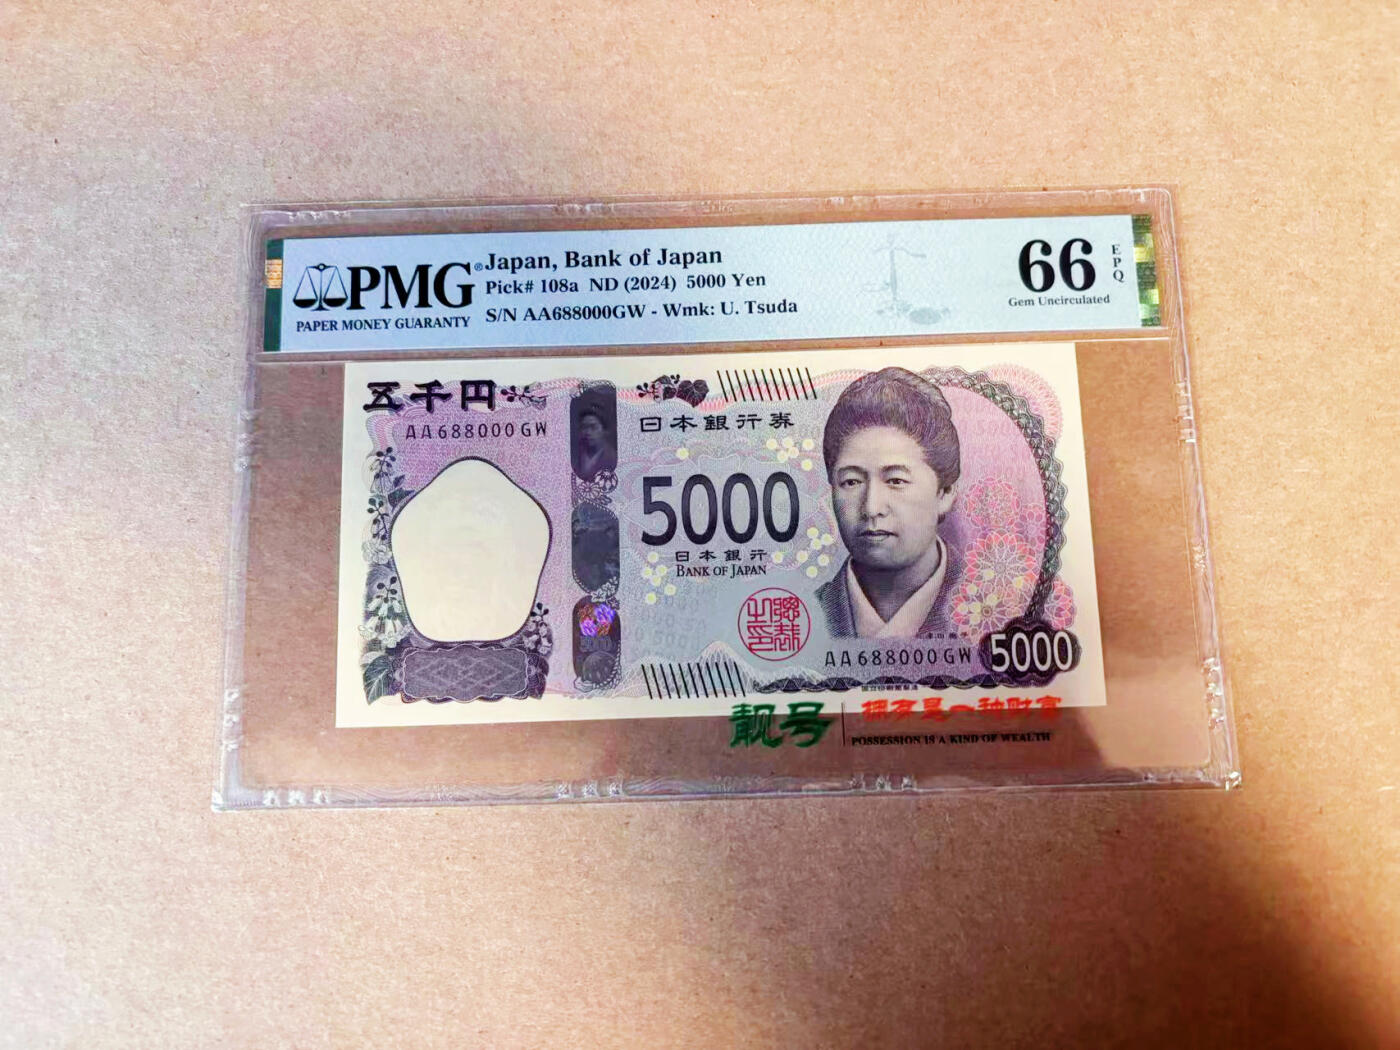 PMG®
PAPER MONEY GUARANTY
Japan, Bank of Japan
Pick# 108a ND (2024) 5000 Yen
S/N AA688000GW - Wmk: U. Tsuda
66
EPQ
Gem Uncirculated
五千円
AA688000GW
日本銀行券
5000
日本銀行
BANK OF JAPAN
AA688000GW
5000
靓号
拥有是一种财富
POSSESSION IS A KIND OF WEALTH